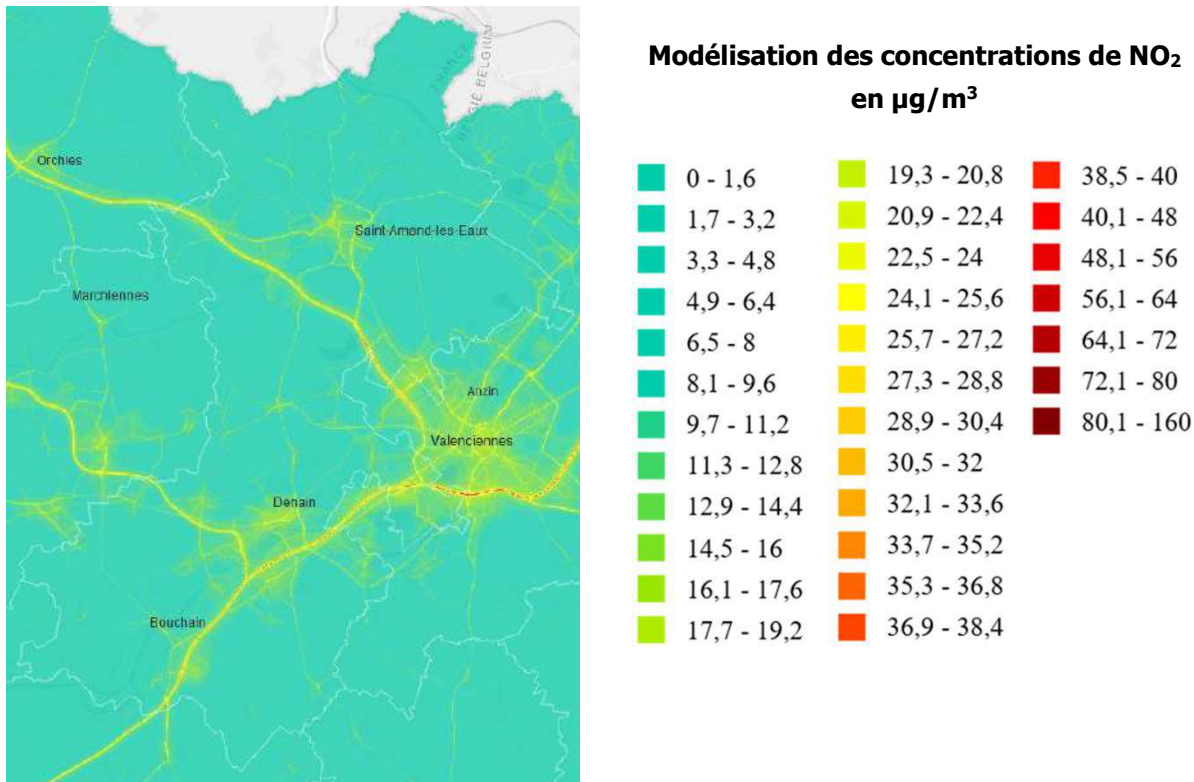 FRANCE
BELGIË BELGIUM
Orchies
Saint-Amand-les-Eaux
Marchiennes
Anzin
Valenciennes
Denain
Bouchain
Modélisation des concentrations de NO₂
en µg/m³
0 - 1,6
1,7 - 3,2
3,3 - 4,8
4,9 - 6,4
6,5 - 8
8,1 - 9,6
9,7 - 11,2
11,3 - 12,8
12,9 - 14,4
14,5 - 16
16,1 - 17,6
17,7 - 19,2
19,3 - 20,8
20,9 - 22,4
22,5 - 24
24,1 - 25,6
25,7 - 27,2
27,3 - 28,8
28,9 - 30,4
30,5 - 32
32,1 - 33,6
33,7 - 35,2
35,3 - 36,8
36,9 - 38,4
38,5 - 40
40,1 - 48
48,1 - 56
56,1 - 64
64,1 - 72
72,1 - 80
80,1 - 160